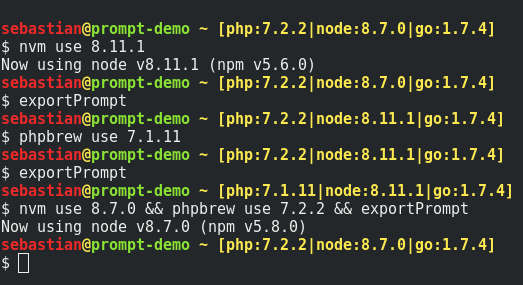 sebastian@prompt-demo ~ [php:7.2.2|node:8.7.0|go:1.7.4]
$ nvm use 8.11.1
Now using node v8.11.1 (npm v5.6.0)
sebastian@prompt-demo ~ [php:7.2.2|node:8.7.0|go:1.7.4]
$ exportPrompt
sebastian@prompt-demo ~ [php:7.2.2|node:8.11.1|go:1.7.4]
$ phpbrew use 7.1.11
sebastian@prompt-demo ~ [php:7.2.2|node:8.11.1|go:1.7.4]
$ exportPrompt
sebastian@prompt-demo ~ [php:7.1.11|node:8.11.1|go:1.7.4]
$ nvm use 8.7.0 && phpbrew use 7.2.2 && exportPrompt
Now using node v8.7.0 (npm v5.8.0)
sebastian@prompt-demo ~ [php:7.2.2|node:8.7.0|go:1.7.4]
$